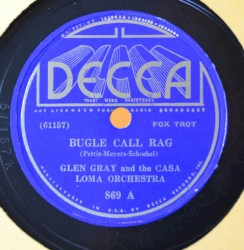 DECCA
TRADE MARK REGISTERED
(61157)
FOX TROT
BUGLE CALL RAG
(Pettis-Meyers-Schoebel)
GLEN GRAY and the CASA
LOMA ORCHESTRA
869 A